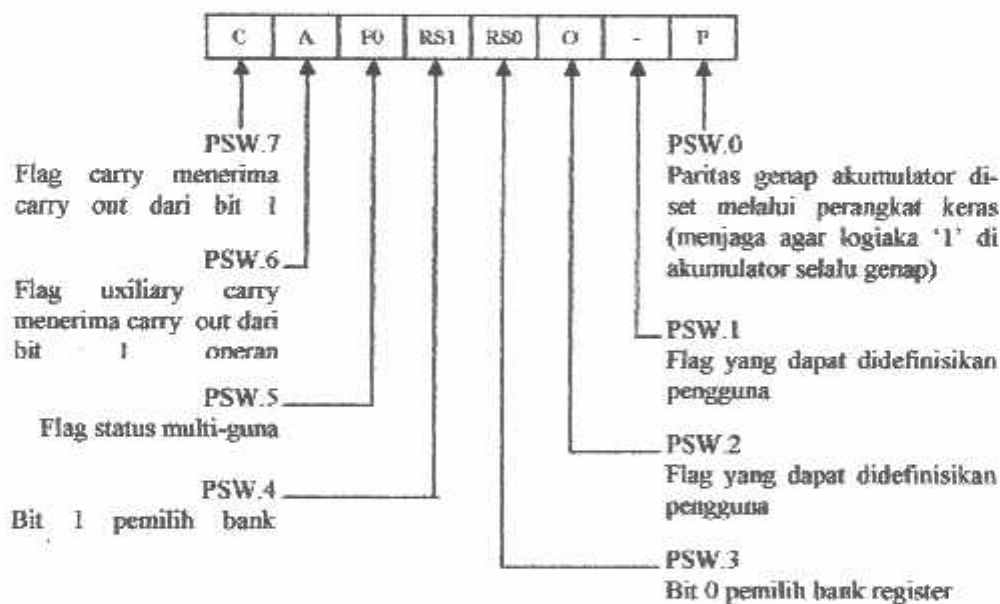 C A F0 RS1 RS0 O - P
PSW.7
Flag carry menerima
carry out dari bit 1
PSW.6
Flag uxiliary carry
menerima carry out dari
bit 1 operan
PSW.5
Flag status multi-guna
PSW.4
Bit 1 pemilih bank
PSW.0
Paritas genap akumulator di-
set melalui perangkat keras
(menjaga agar logiaka ‘1’ di
akumulator selalu genap)
PSW.1
Flag yang dapat didefinisikan
pengguna
PSW.2
Flag yang dapat didefinisikan
pengguna
PSW.3
Bit 0 pemilih bank register